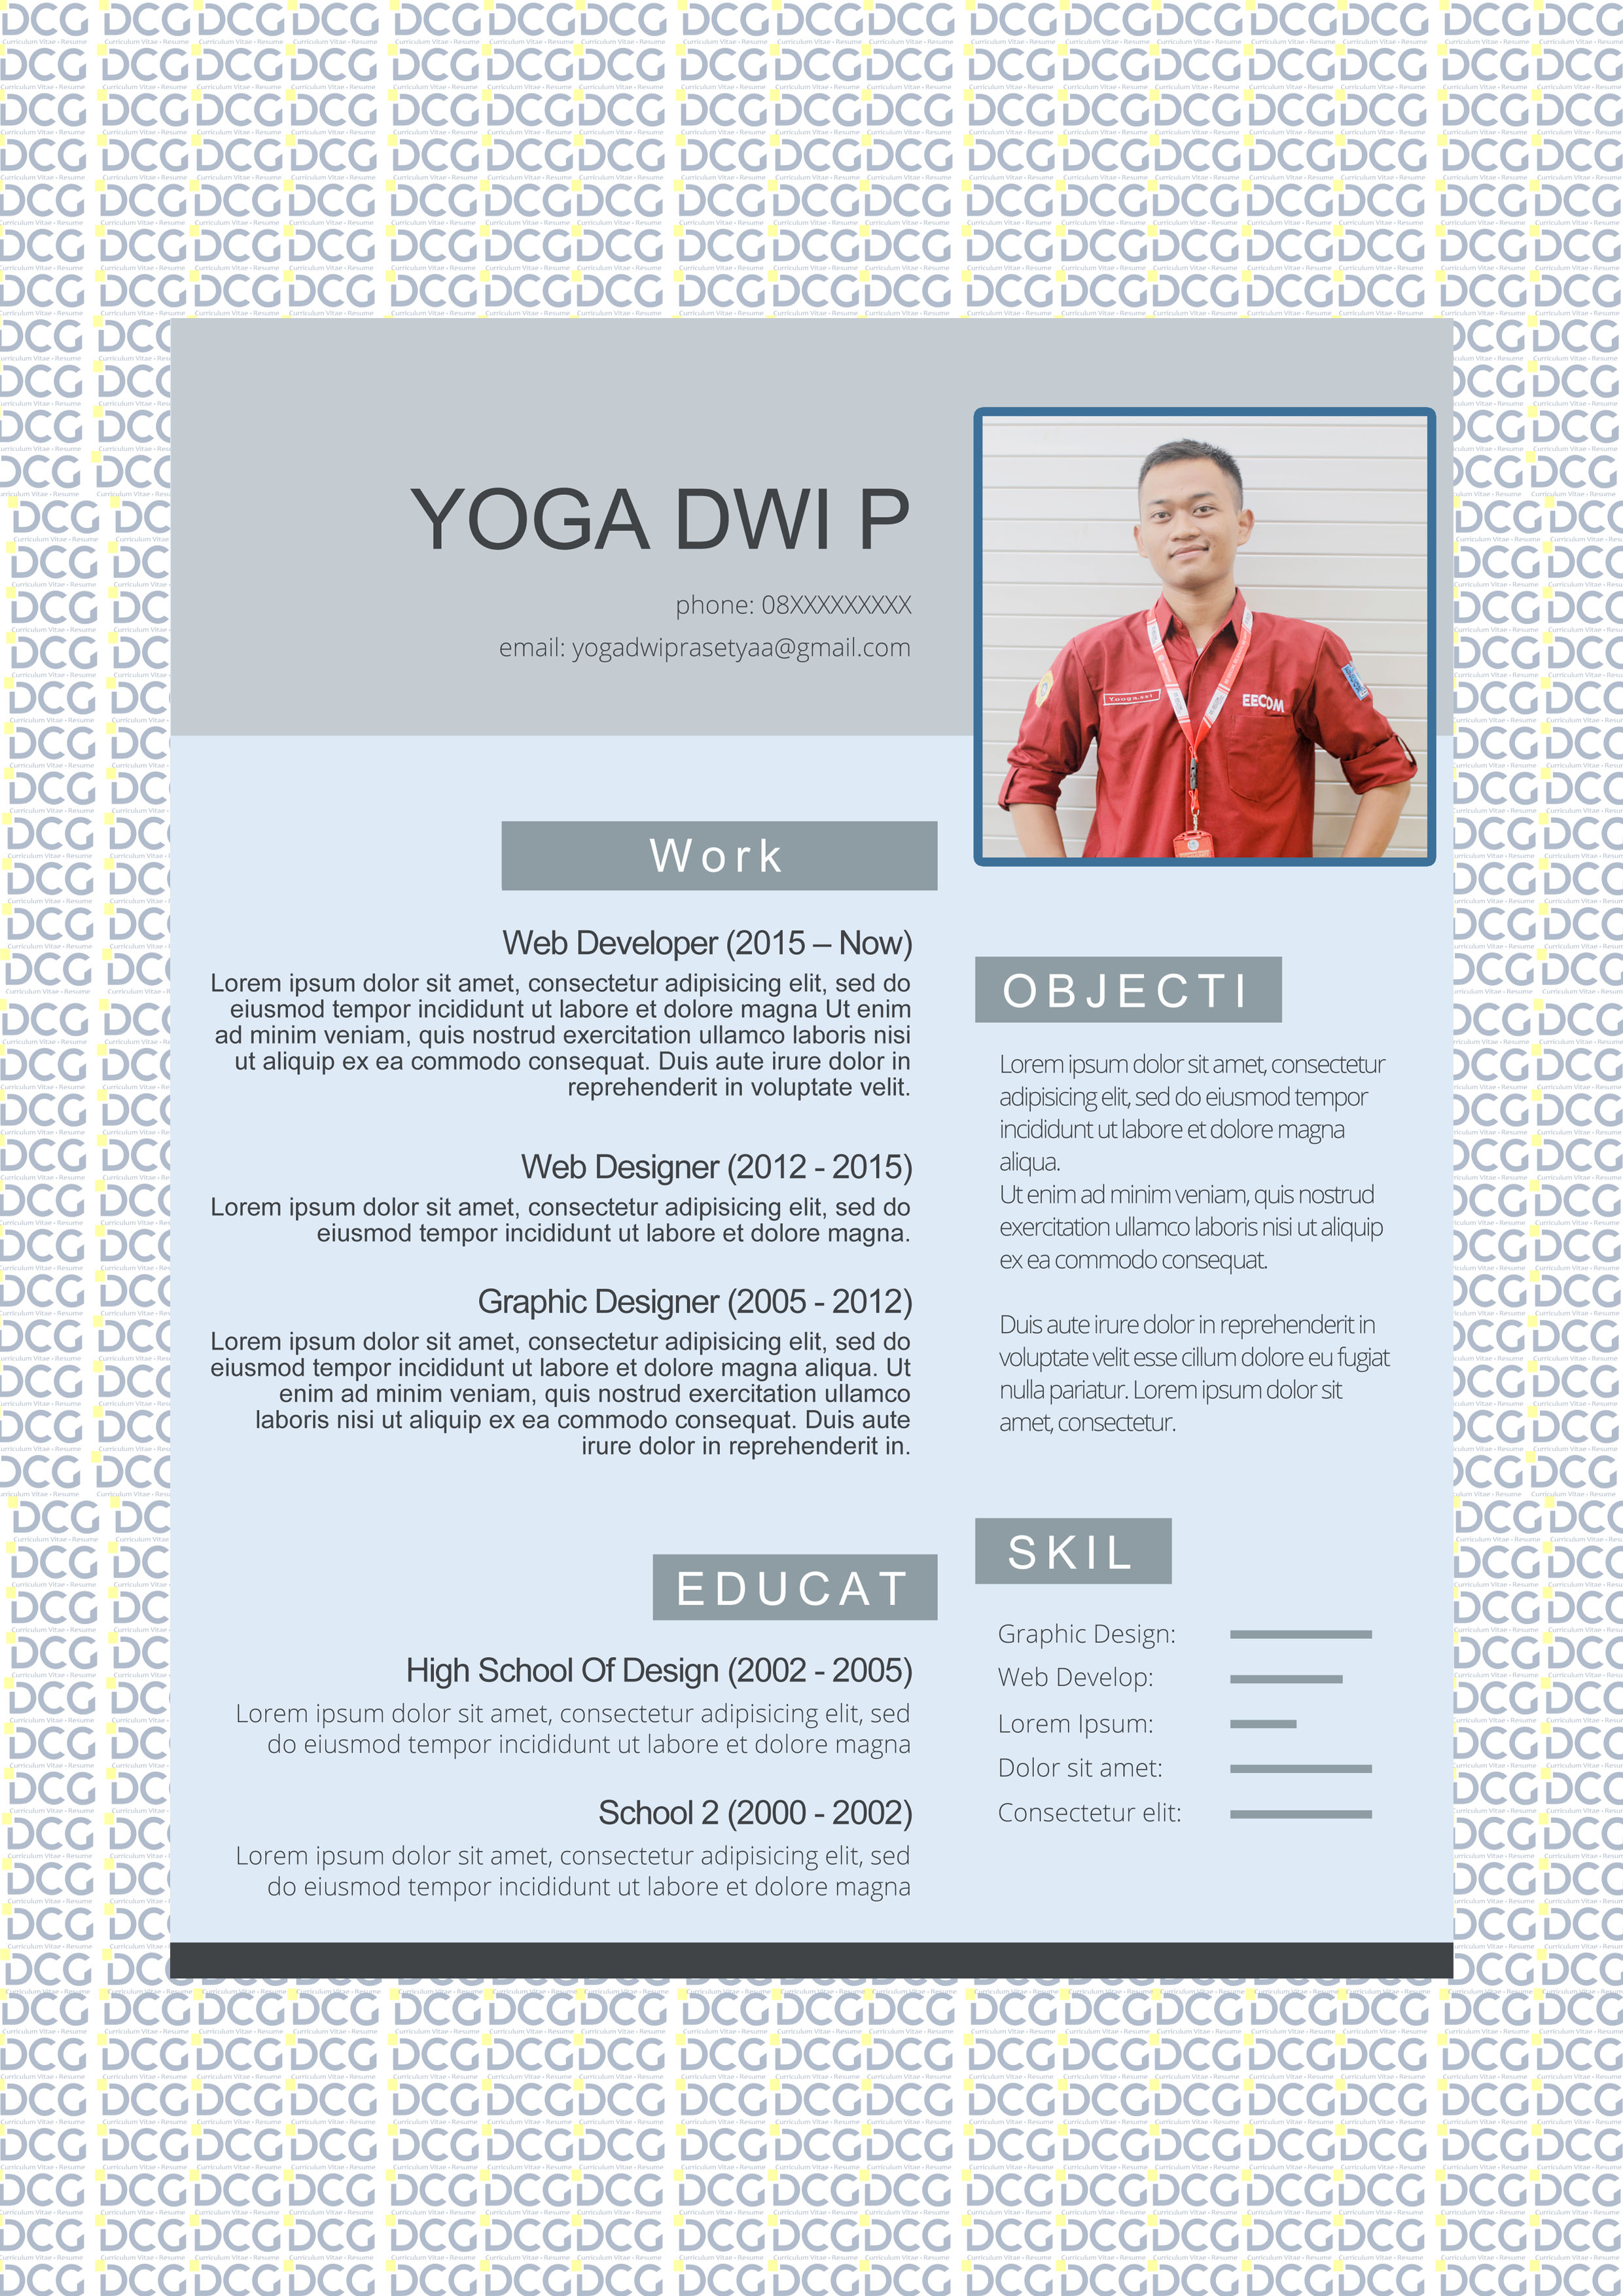 YOGA DWI P
phone: 08XXXXXXXXX
email: yogadwiprasetyaa@gmail.com
EECOM
Work
Web Developer (2015 – Now)
Lorem ipsum dolor sit amet, consectetur adipisicing elit, sed do
eiusmod tempor incididunt ut labore et dolore magna Ut enim
ad minim veniam, quis nostrud exercitation ullamco laboris nisi
ut aliquip ex ea commodo consequat. Duis aute irure dolor in
reprehenderit in voluptate velit.
Web Designer (2012 - 2015)
Lorem ipsum dolor sit amet, consectetur adipisicing elit, sed do
eiusmod tempor incididunt ut labore et dolore magna.
Graphic Designer (2005 - 2012)
Lorem ipsum dolor sit amet, consectetur adipisicing elit, sed do
eiusmod tempor incididunt ut labore et dolore magna aliqua. Ut
enim ad minim veniam, quis nostrud exercitation ullamco
laboris nisi ut aliquip ex ea commodo consequat. Duis aute
irure dolor in reprehenderit in.
EDUCAT
High School Of Design (2002 - 2005)
Lorem ipsum dolor sit amet, consectetur adipisicing elit, sed
do eiusmod tempor incididunt ut labore et dolore magna
School 2 (2000 - 2002)
Lorem ipsum dolor sit amet, consectetur adipisicing elit, sed
do eiusmod tempor incididunt ut labore et dolore magna
OBJECTI
Lorem ipsum dolor sit amet, consectetur
adipisicing elit, sed do eiusmod tempor
incididunt ut labore et dolore magna
aliqua.
Ut enim ad minim veniam, quis nostrud
exercitation ullamco laboris nisi ut aliquip
ex ea commodo consequat.
Duis aute irure dolor in reprehenderit in
voluptate velit esse cillum dolore eu fugiat
nulla pariatur. Lorem ipsum dolor sit
amet, consectetur.
SKIL
Graphic Design:
Web Develop:
Lorem Ipsum:
Dolor sit amet:
Consectetur elit:
DCG
Curriculum Vitae - Resume